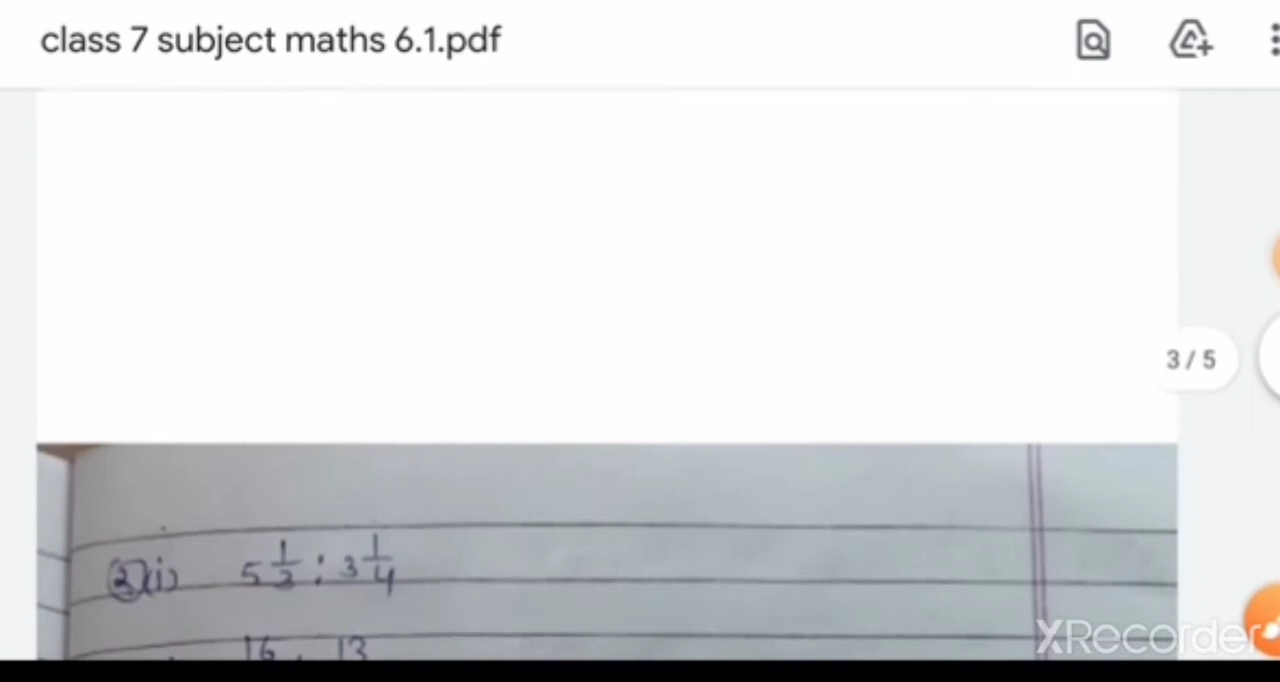 class 7 subject maths 6.1.pdf
3 / 5
②(i) 5 1/3 : 3 1/4
16 : 13
XRecorder